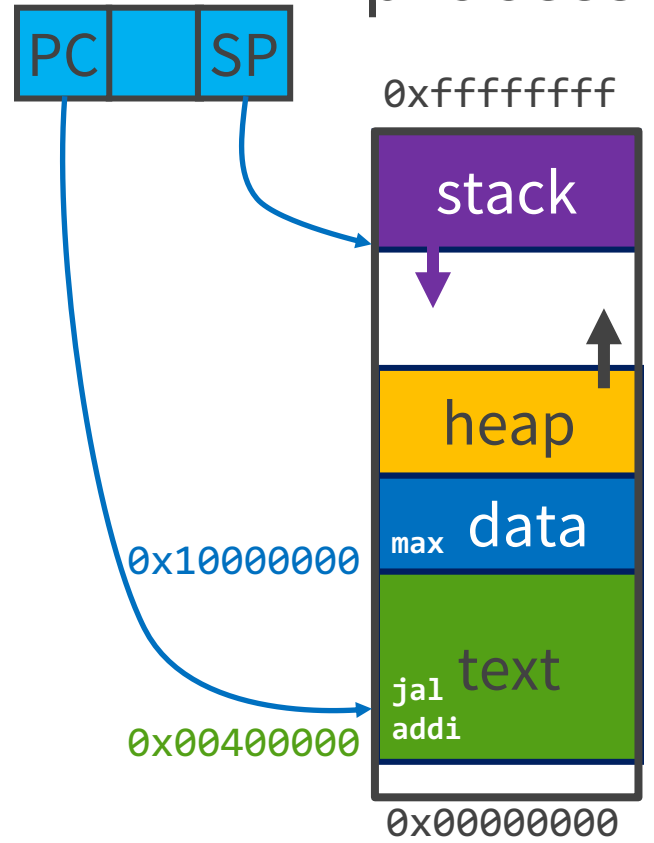 PC SP
0xffffffff
stack
heap
max data
0x10000000
text
jal
addi
0x00400000
0x00000000